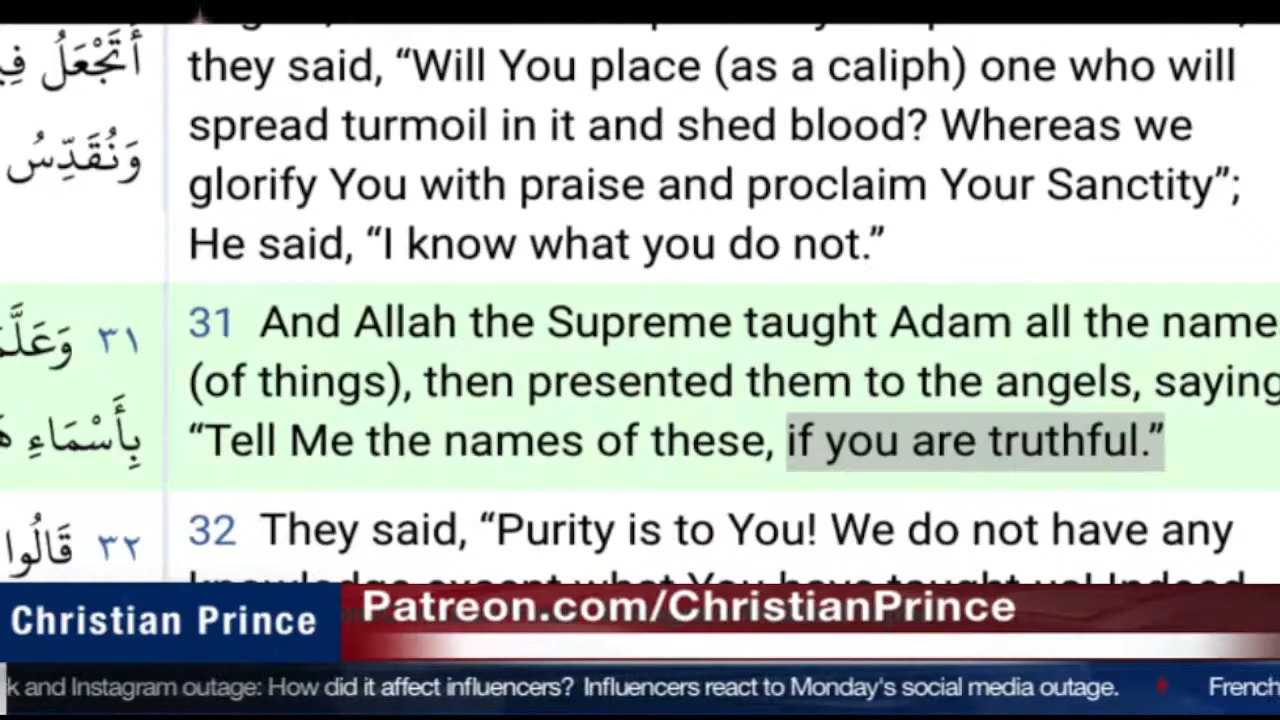 أَتَجْعَلُ
they said, “Will You place (as a caliph) one who will
spread turmoil in it and shed blood? Whereas we
وَنُقَدِّسُ
glorify You with praise and proclaim Your Sanctity”;
He said, “I know what you do not.”
٣١
31 And Allah the Supreme taught Adam all the name
(of things), then presented them to the angels, saying
بِأَسْمَاءِ
“Tell Me the names of these, if you are truthful.”
٣٢ قَالُوا
32 They said, “Purity is to You! We do not have any
Christian Prince
Patreon.com/ChristianPrince
k and Instagram outage: How did it affect influencers? Influencers react to Monday's social media outage. French